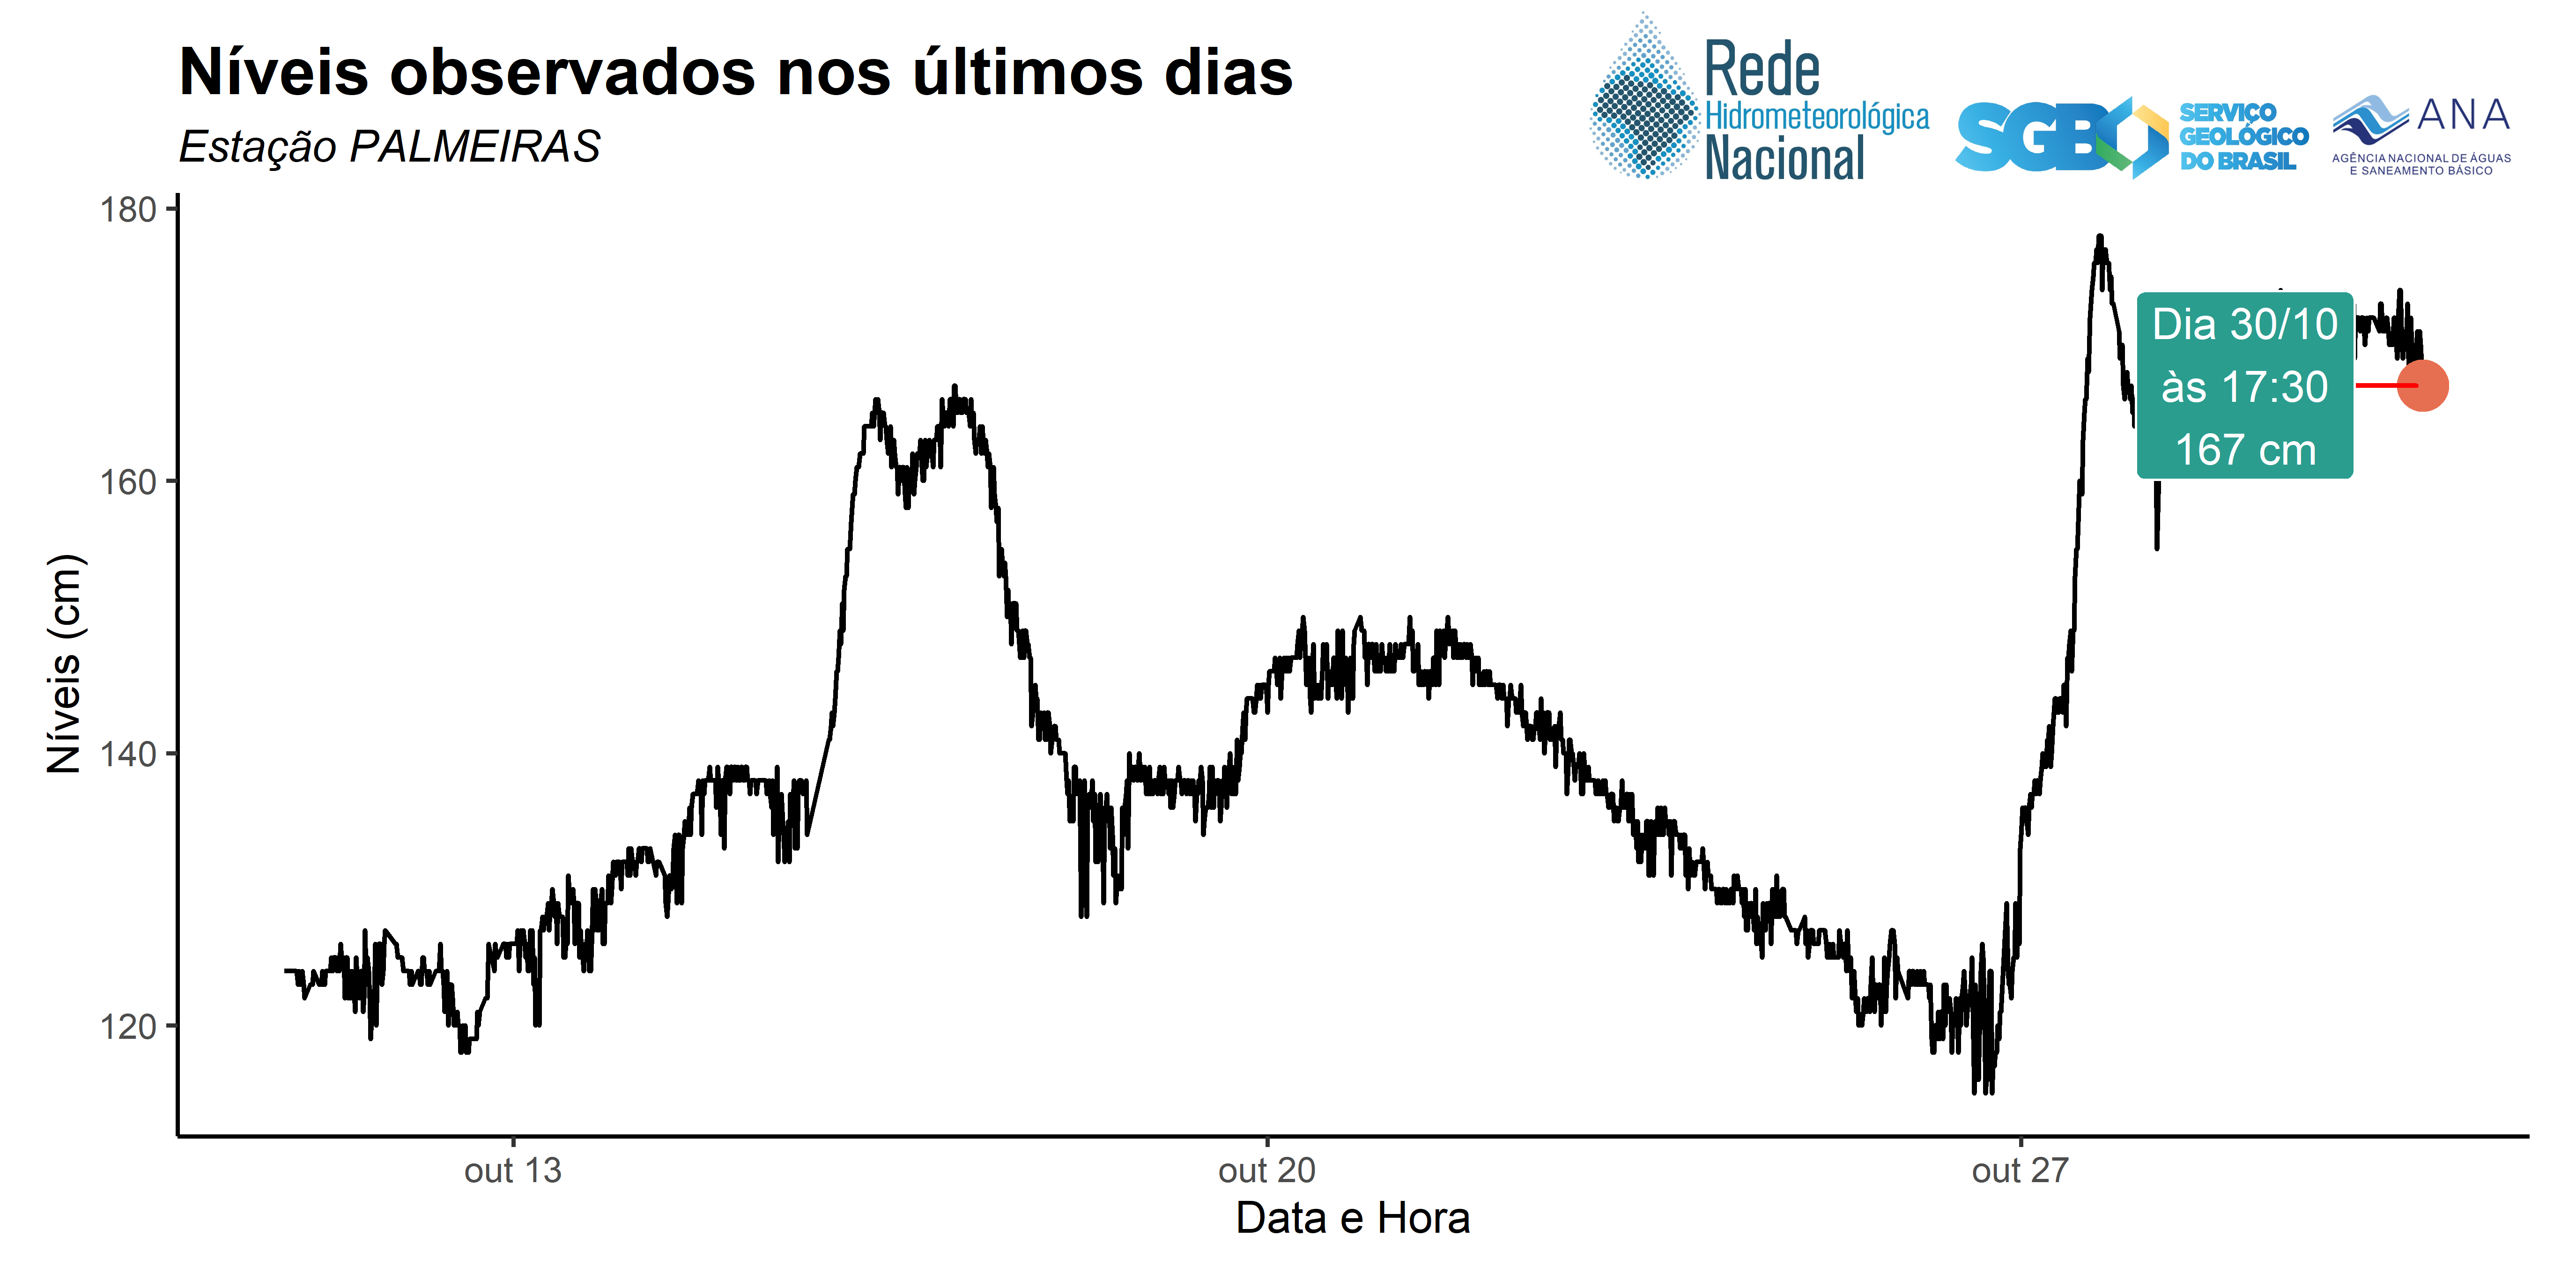 Níveis observados nos últimos dias
Estação PALMEIRAS
Rede
Hidrometeorológica
Nacional
SGB
SERVIÇO
GEOLÓGICO
DO BRASIL
ANA
AGÊNCIA NACIONAL DE ÁGUAS
E SANEAMENTO BÁSICO
180
160
140
120
Níveis (cm)
Dia 30/10
às 17:30
167 cm
out 13
out 20
out 27
Data e Hora